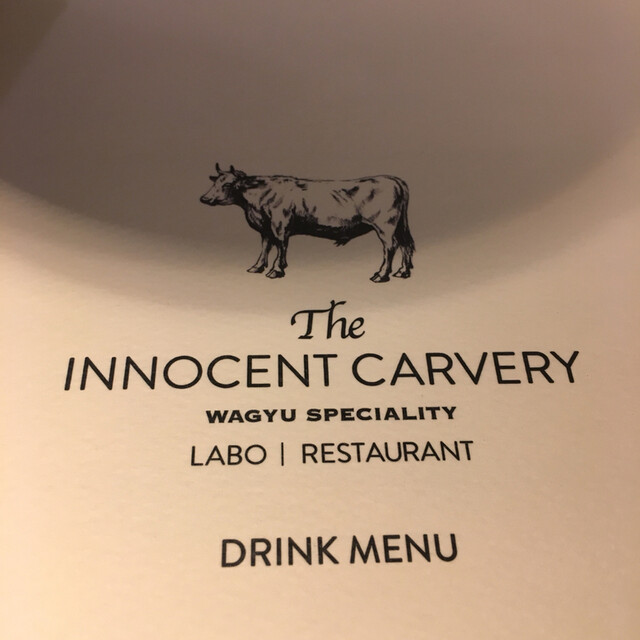 The
INNOCENT CARVERY
WAGYU SPECIALITY
LABO | RESTAURANT
DRINK MENU